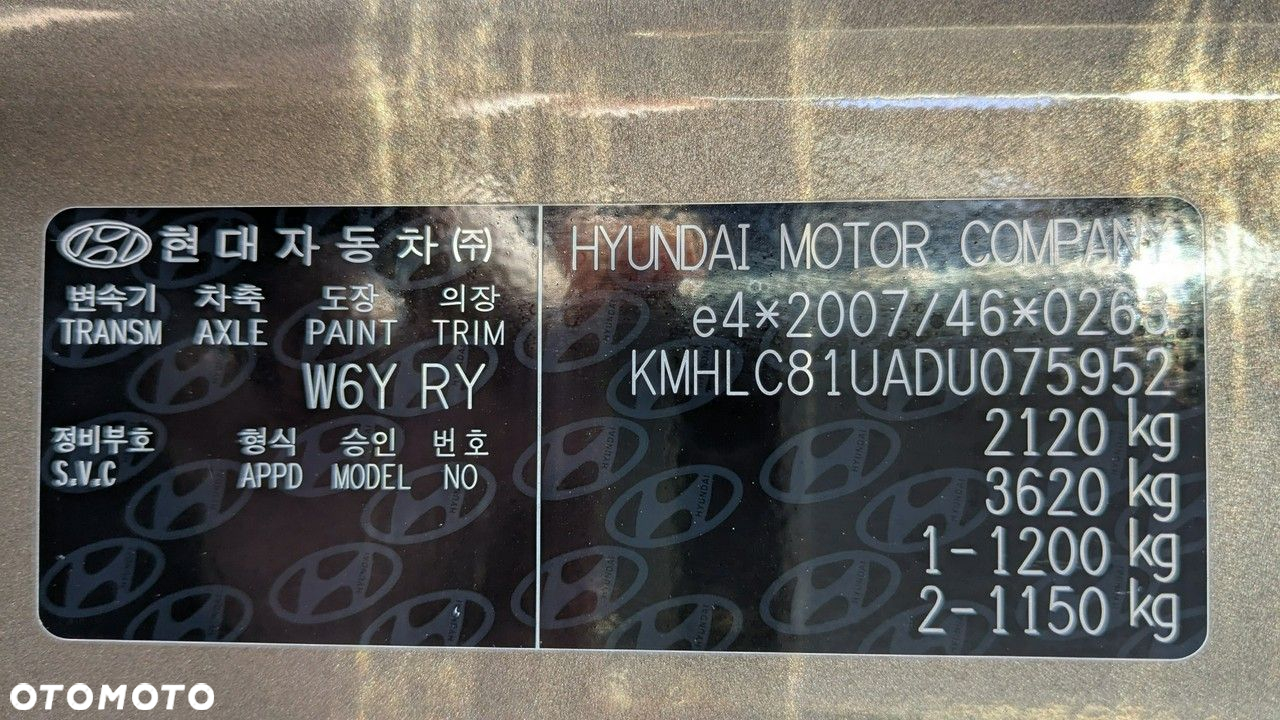 현대자동차㈜
변속기 차축 도장 의장
TRANSM AXLE PAINT TRIM
W6Y RY
정비부호 형식 승인 번호
S.V.C APPD MODEL NO
HYUNDAI MOTOR COMPANY
e4*2007/46*0263
KMHLC81UADU075952
2120 kg
3620 kg
1-1200 kg
2-1150 kg
OTOMOTO